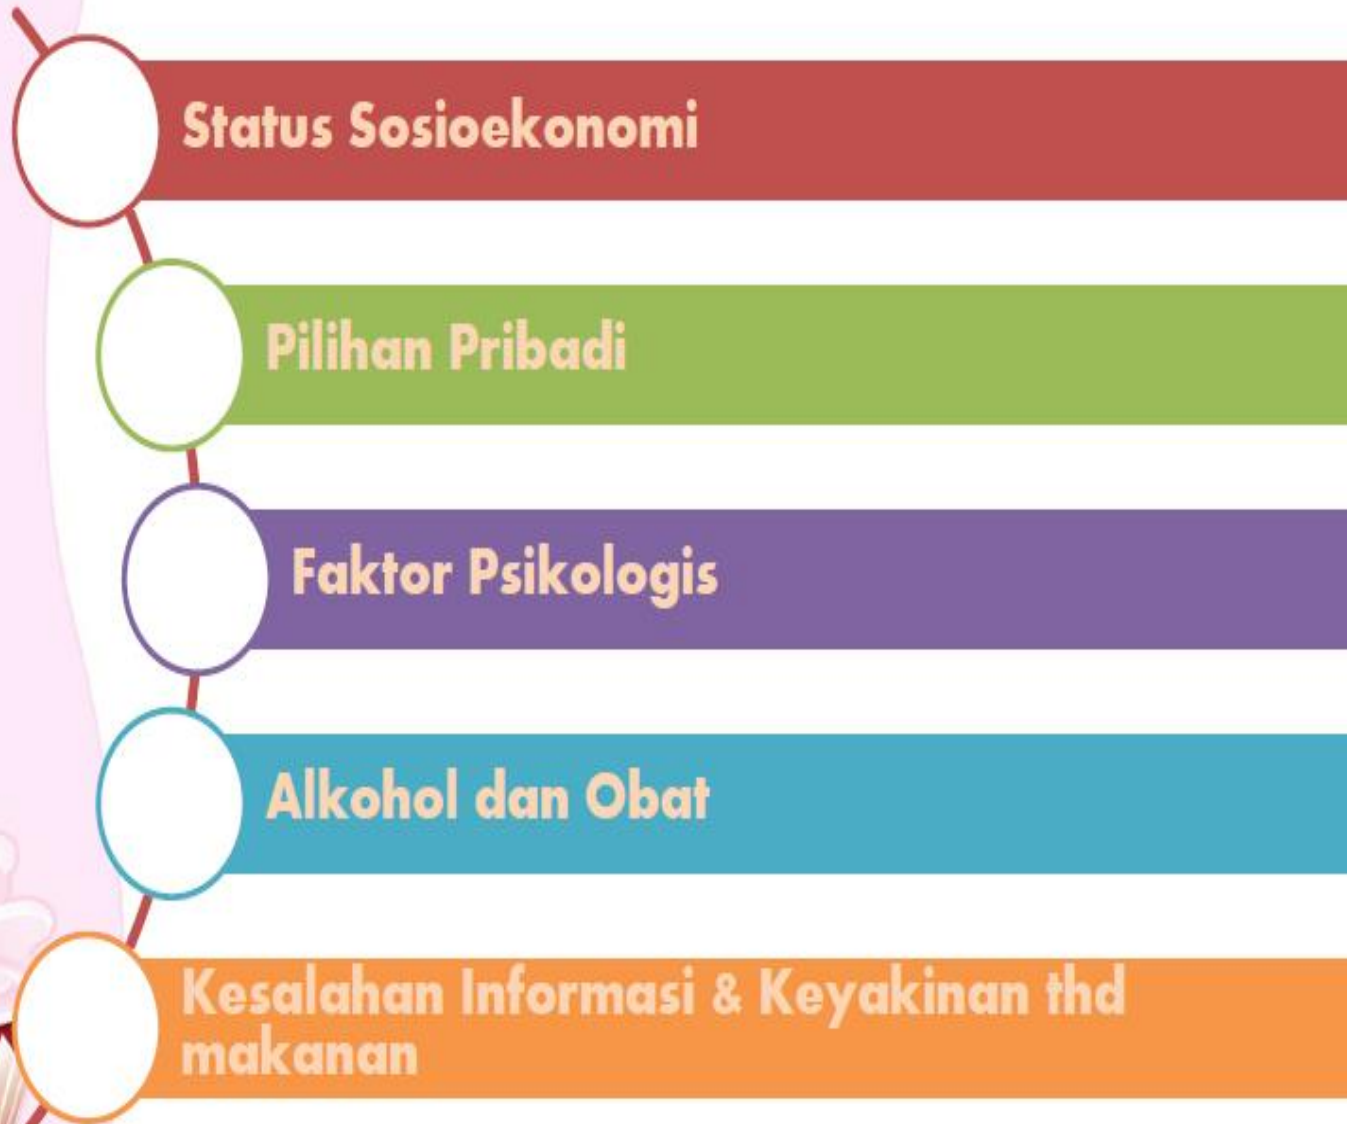 Status Sosioekonomi
Pilihan Pribadi
Faktor Psikologis
Alkohol dan Obat
Kesalahan Informasi & Keyakinan thd
makanan